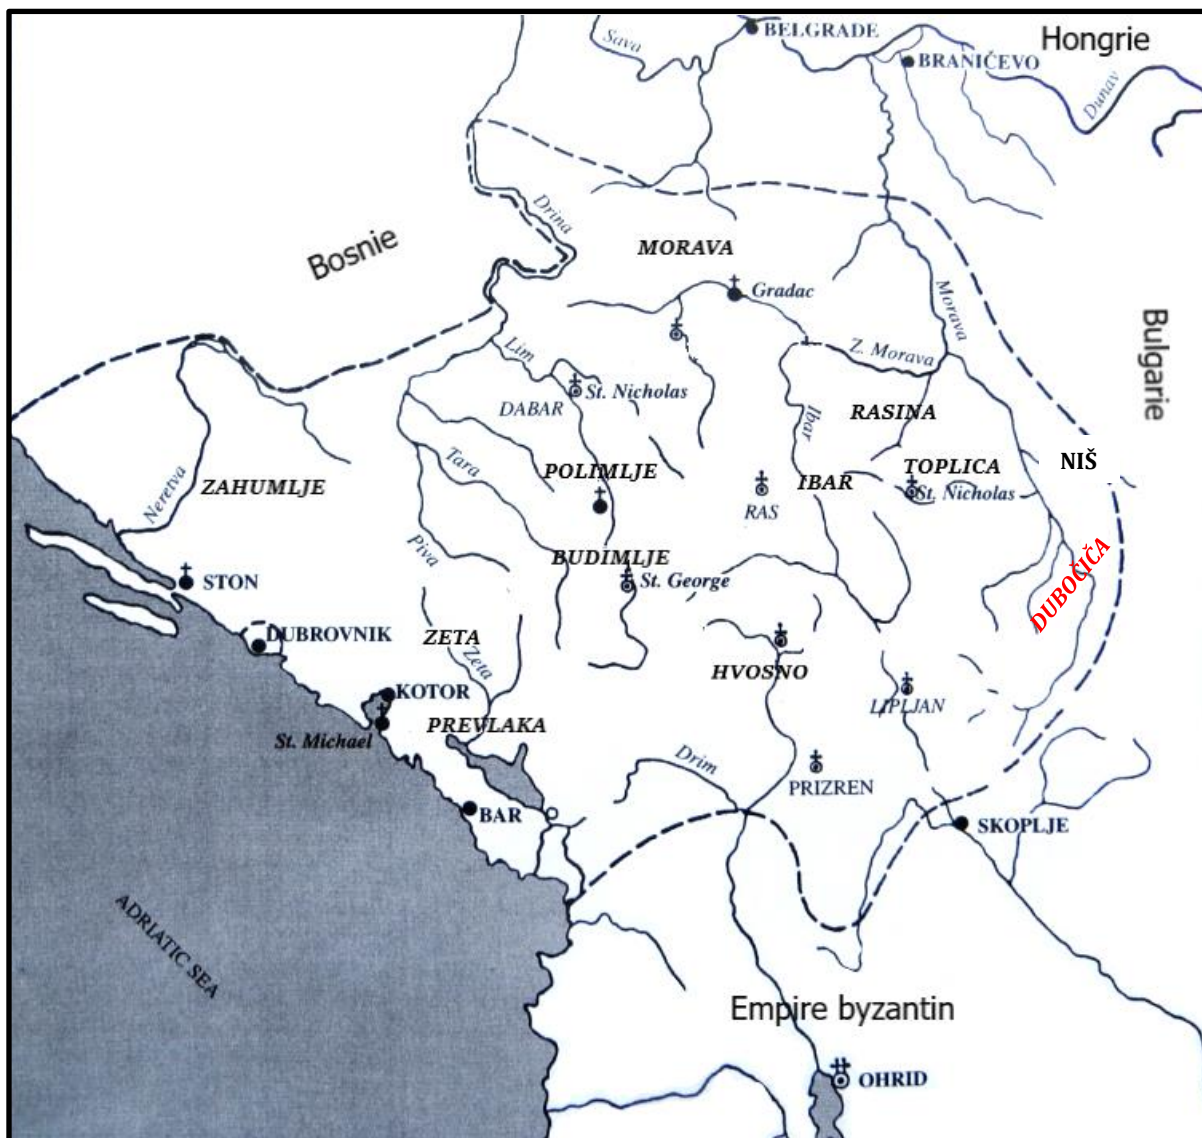 BELGRADE
Hongrie
Sava
BRANIČEVO
Dunav
Drina
MORAVA
Bosnie
Gradac
Morava
Bulgarie
Lim
Z. Morava
DABAR
St. Nicholas
Ibar
RASINA
NIŠ
Tara
POLIMLJE
TOPLICA
ZAHUMLJE
IBAR
St. Nicholas
Neretva
RAS
Piva
BUDIMLJE
STON
St. George
DUBOČIČA
DUBROVNIK
ZETA
Zeta
HVOSNO
KOTOR
LIPLJAN
PREVLAKA
St. Michael
Drim
PRIZREN
BAR
SKOPLJE
ADRIATIC SEA
Empire byzantin
OHRID